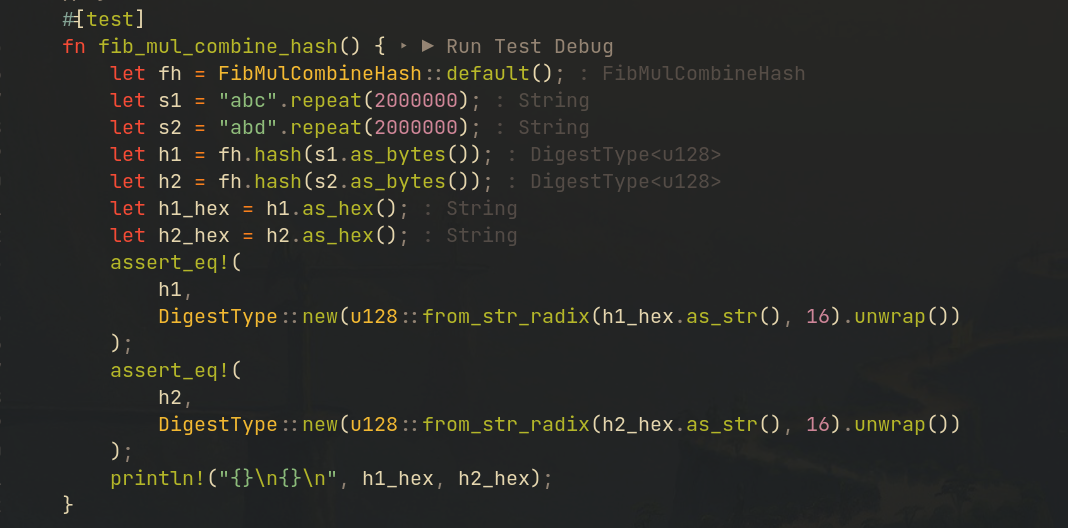 #[test]
fn fib_mul_combine_hash() { ▸ ▶ Run Test Debug
let fh = FibMulCombineHash::default(); : FibMulCombineHash
let s1 = "abc".repeat(2000000); : String
let s2 = "abd".repeat(2000000); : String
let h1 = fh.hash(s1.as_bytes()); : DigestType<u128>
let h2 = fh.hash(s2.as_bytes()); : DigestType<u128>
let h1_hex = h1.as_hex(); : String
let h2_hex = h2.as_hex(); : String
assert_eq!(
h1,
DigestType::new(u128::from_str_radix(h1_hex.as_str(), 16).unwrap())
);
assert_eq!(
h2,
DigestType::new(u128::from_str_radix(h2_hex.as_str(), 16).unwrap())
);
println!("{}\n{}\n", h1_hex, h2_hex);
}